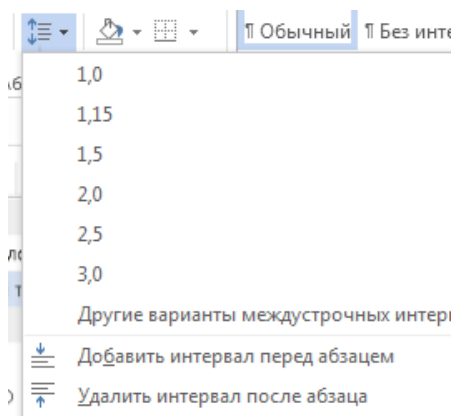 ¶ Обычный ¶ Без инте
1,0
1,15
1,5
2,0
2,5
3,0
Другие варианты междустрочных интер
Добавить интервал перед абзацем
Удалить интервал после абзаца